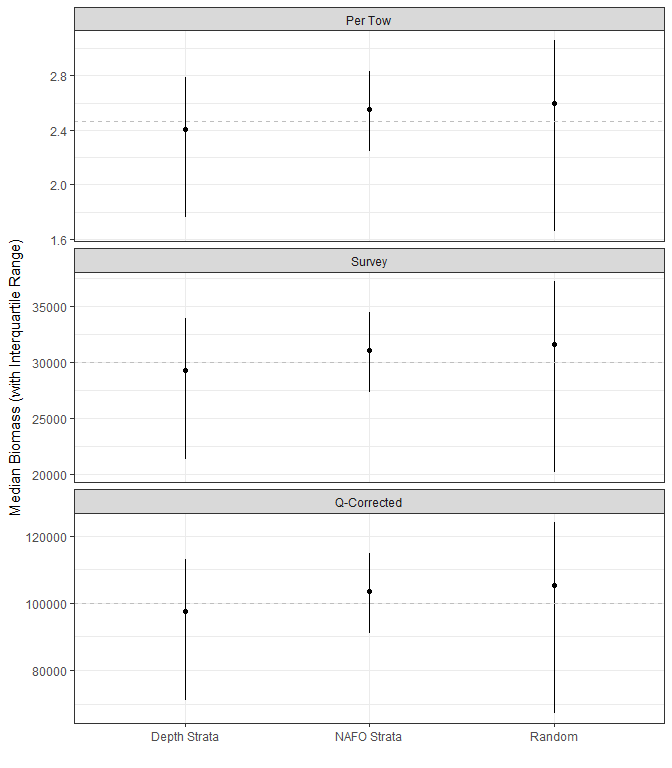 Per Tow
2.8
2.4
2.0
1.6
Survey
35000
30000
25000
20000
Q-Corrected
120000
100000
80000
Depth Strata NAFO Strata Random
Median Biomass (with Interquartile Range)